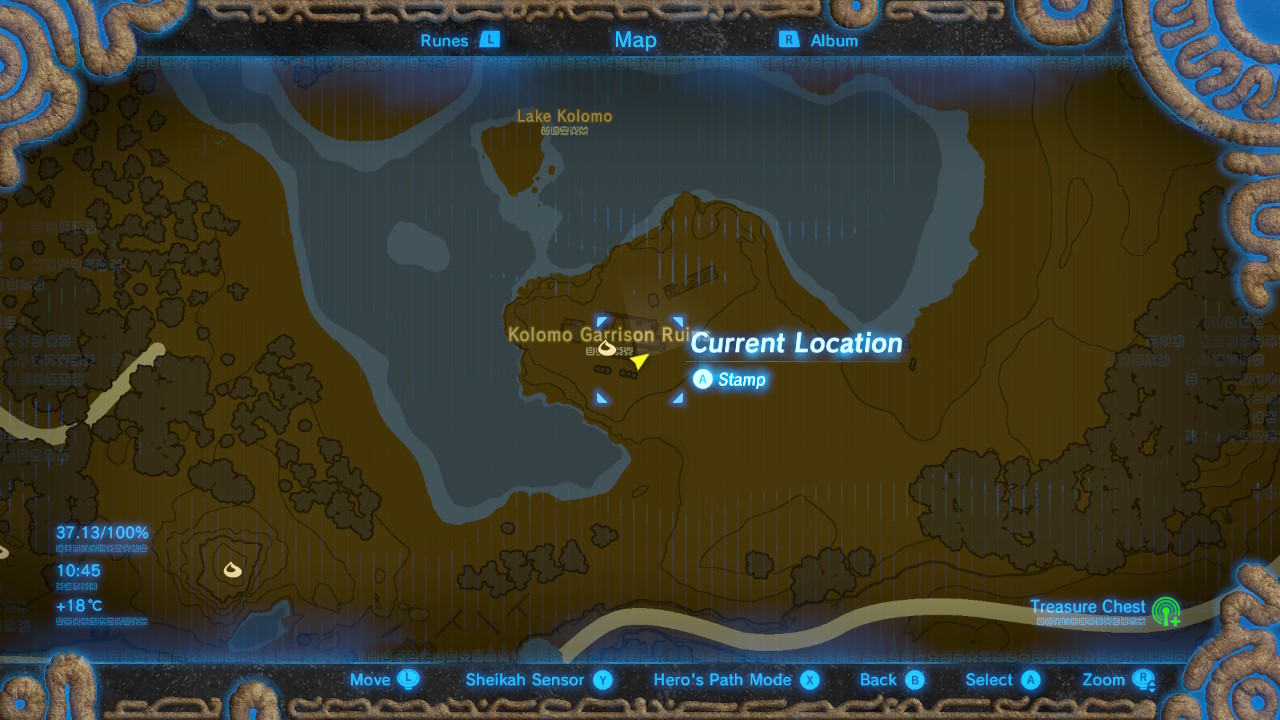 Runes L
Map
R Album
Lake Kolomo
Kolomo Garrison Ruins
Current Location
A Stamp
37.13/100%
10:45
+18°C
Treasure Chest
Move L
Sheikah Sensor Y
Hero's Path Mode X
Back B
Select A
Zoom R